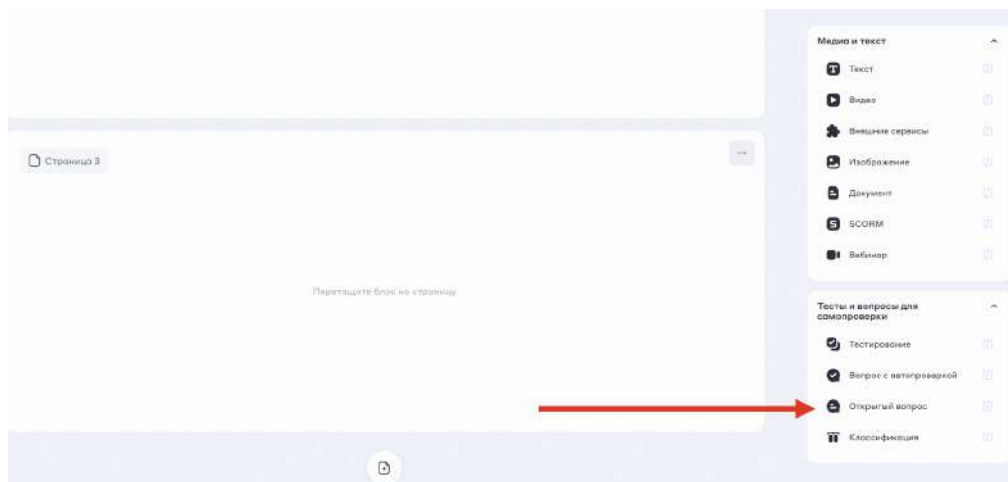 Медиа и текст
Текст
Видео
Внешние сервисы
Страница 3
Изображение
Документ
SCORM
Вебинар
Перетащите блок на страницу
Тесты и вопросы для
самопроверки
Тестирование
Вопрос с автопроверкой
Открытый вопрос
Классификация